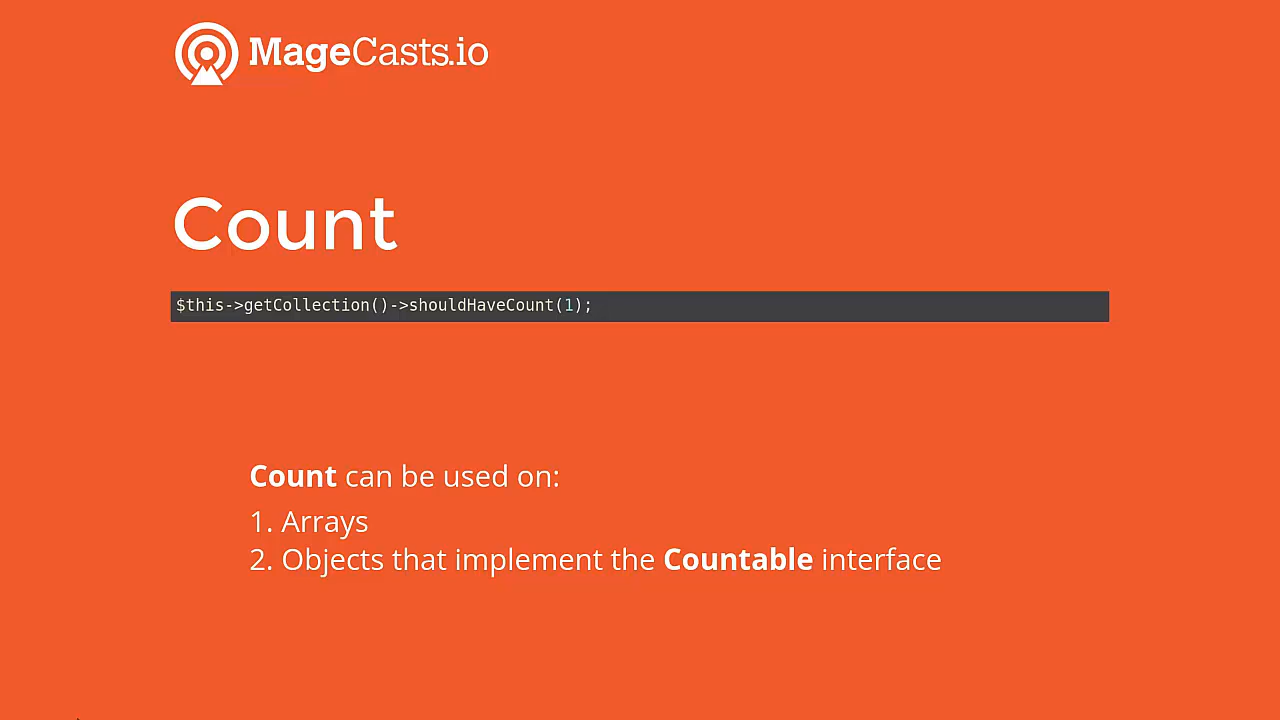 MageCasts.io
Count
$this->getCollection()->shouldHaveCount(1);
Count can be used on:
1. Arrays
2. Objects that implement the Countable interface